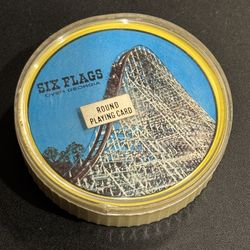 SIX FLAGS
OVER GEORGIA
ROUND
PLAYING CARD